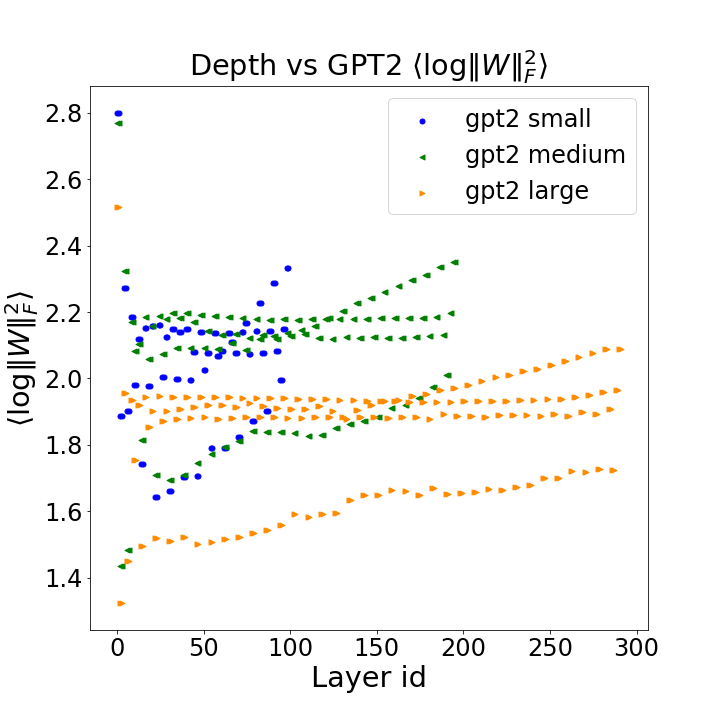 Depth vs GPT2 ⟨log‖W‖²_F⟩
gpt2 small
gpt2 medium
gpt2 large
⟨log‖W‖²_F⟩
2.8
2.6
2.4
2.2
2.0
1.8
1.6
1.4
0 50 100 150 200 250 300
Layer id